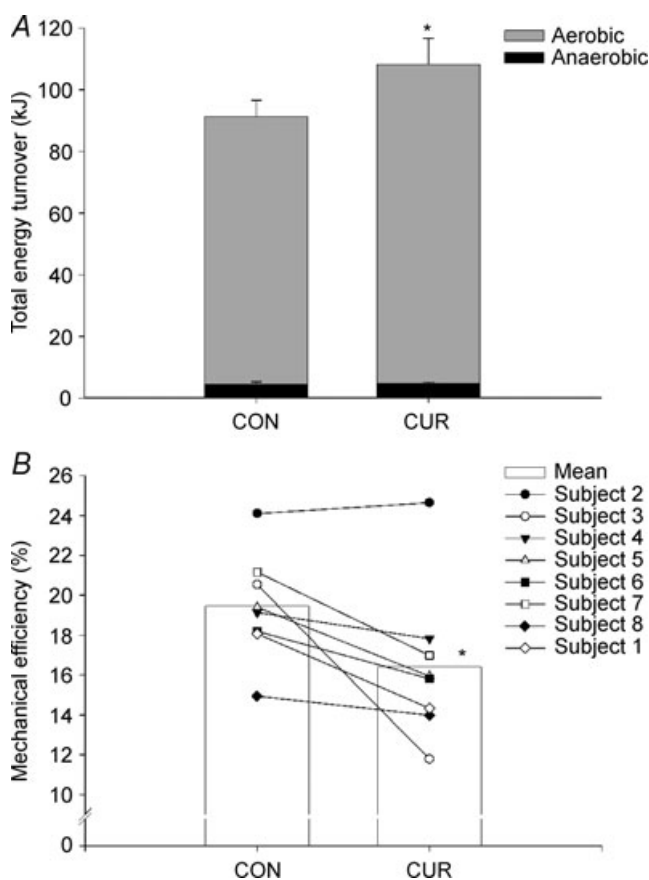 A
Total energy turnover (kJ)
120
100
80
60
40
20
0
*
Aerobic
Anaerobic
CON
CUR
B
Mechanical efficiency (%)
26
24
22
20
18
16
14
12
10
0
*
Mean
Subject 2
Subject 3
Subject 4
Subject 5
Subject 6
Subject 7
Subject 8
Subject 1
CON
CUR